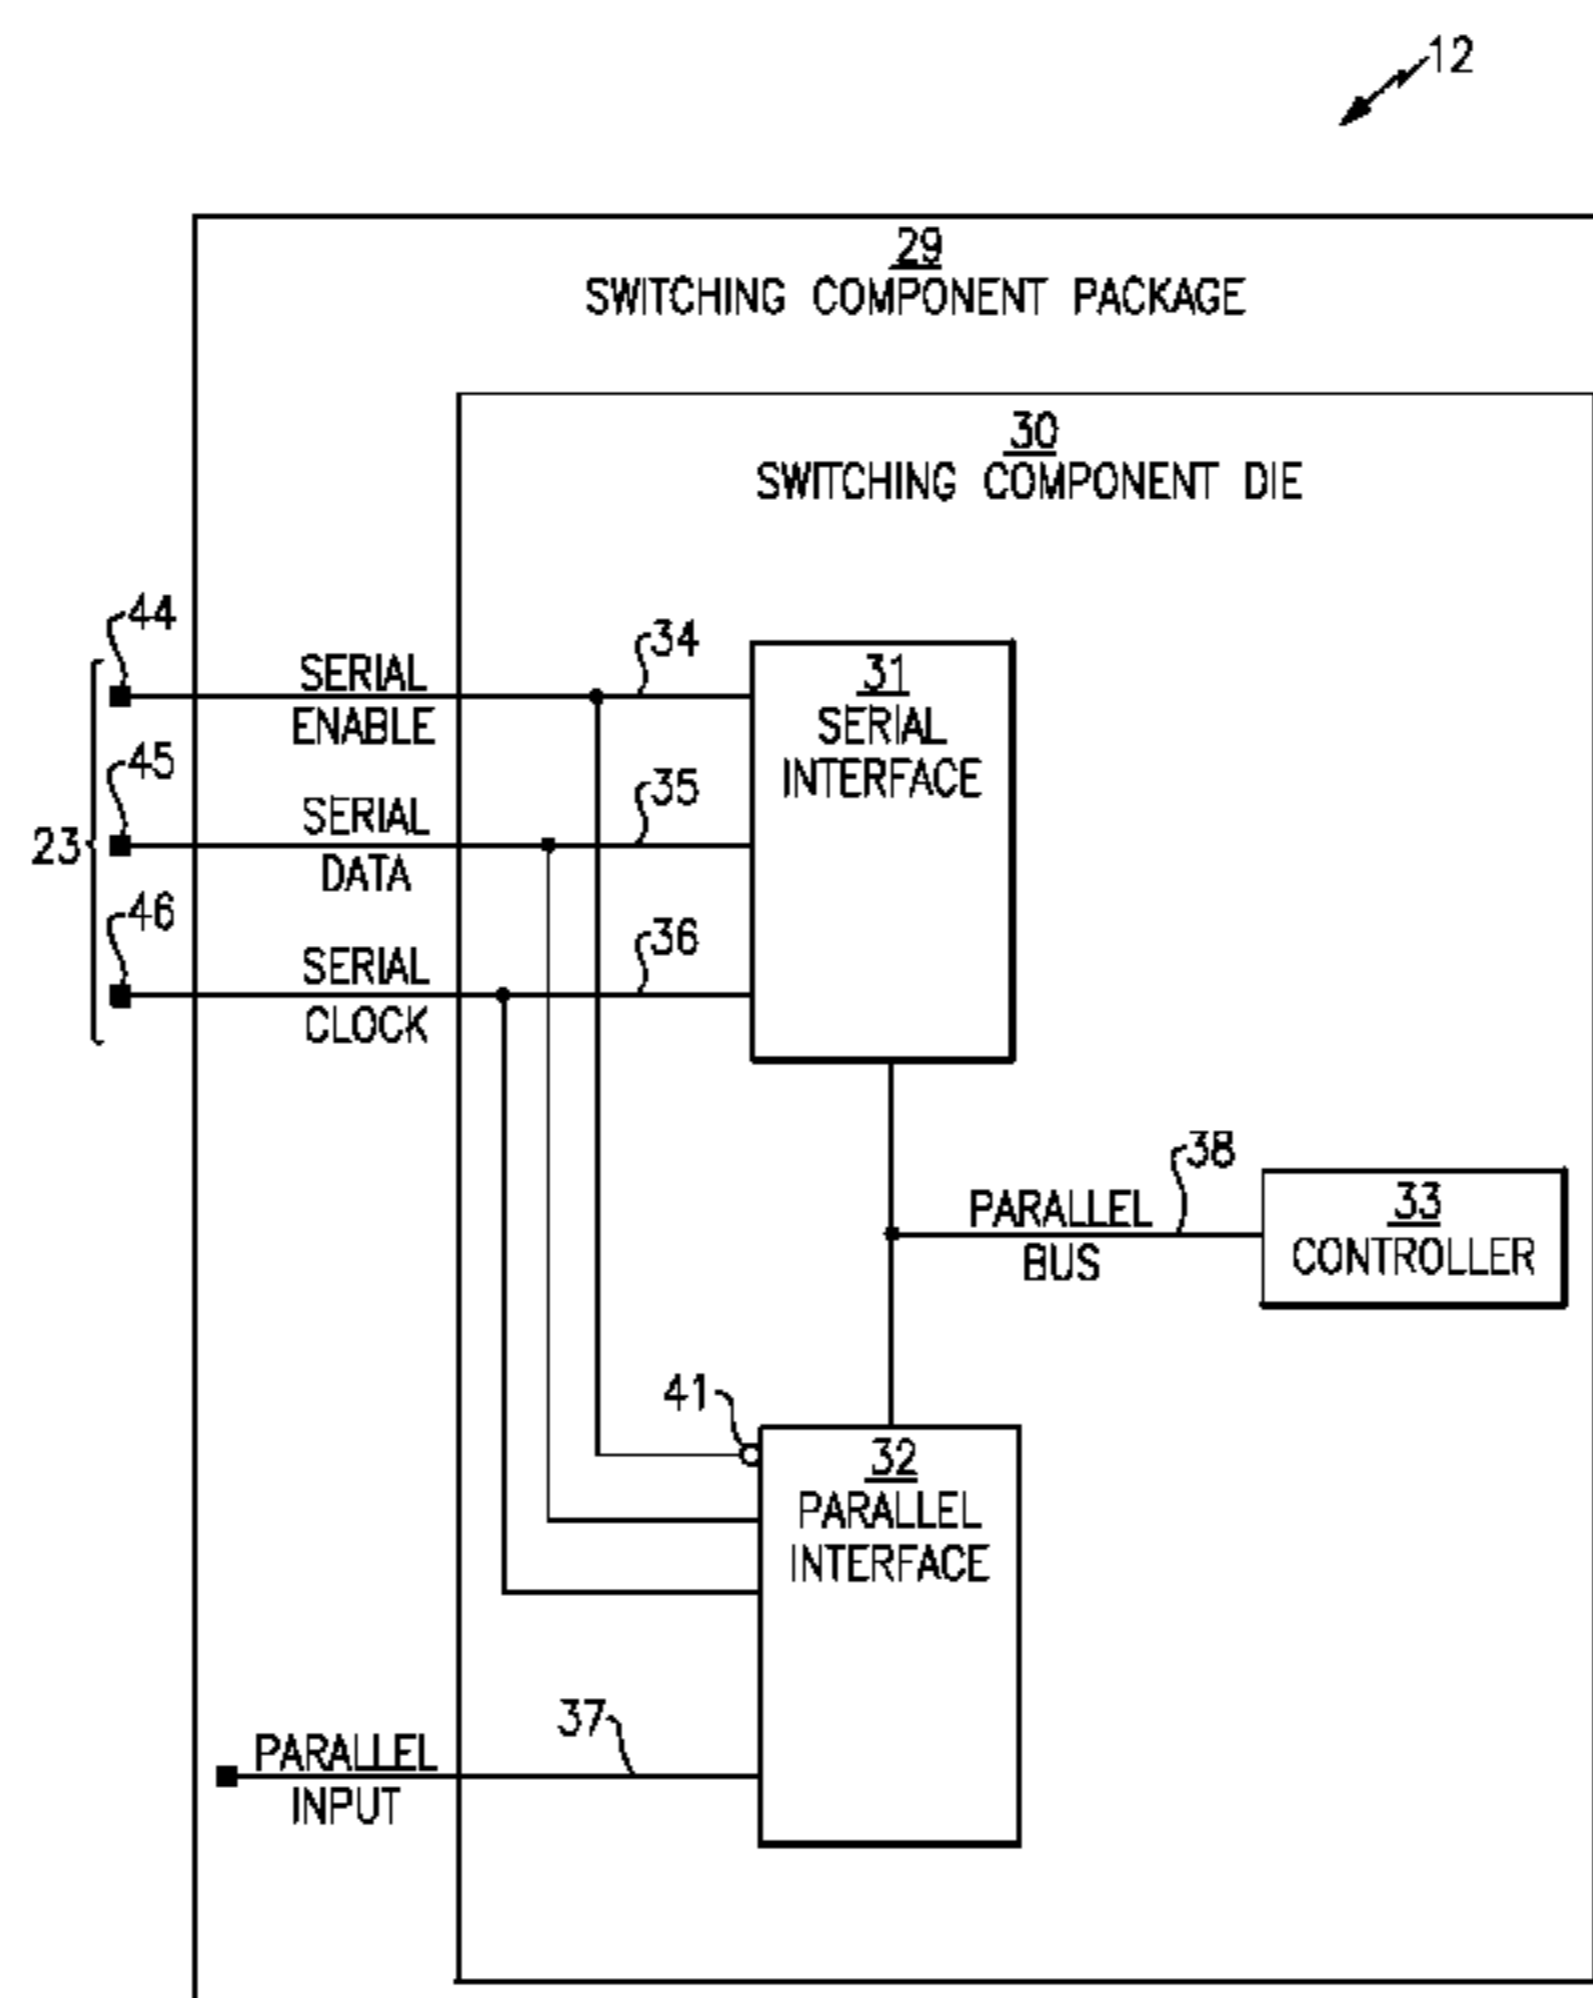 12
29
SWITCHING COMPONENT PACKAGE
30
SWITCHING COMPONENT DIE
44
SERIAL
ENABLE
34
31
SERIAL
INTERFACE
45
SERIAL
DATA
35
23
46
SERIAL
CLOCK
36
PARALLEL
BUS
38
33
CONTROLLER
41
32
PARALLEL
INTERFACE
37
PARALLEL
INPUT